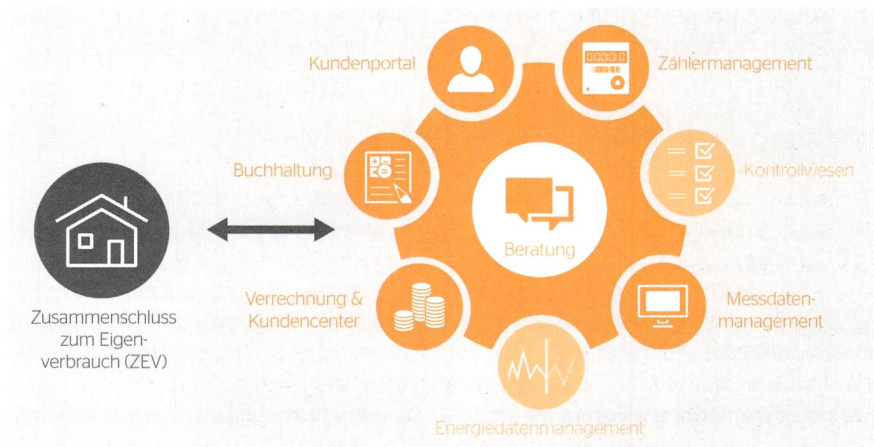 Kundenportal
Zählermanagement
Buchhaltung
Kontrollwesen
Beratung
Verrechnung &
Kundencenter
Messdaten-
management
Zusammenschluss
zum Eigen-
verbrauch (ZEV)
Energiedatenmanagement